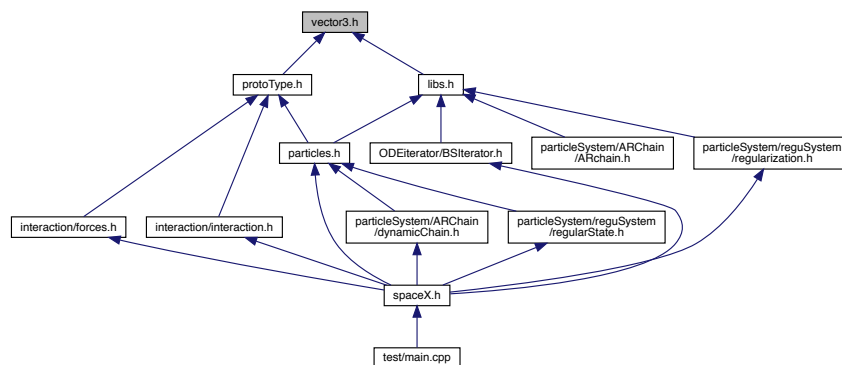 vector3.h
protoType.h
libs.h
particles.h
ODEiterator/BSIterator.h
particleSystem/ARChain
/ARchain.h
particleSystem/reguSystem
/regularization.h
interaction/forces.h
interaction/interaction.h
particleSystem/ARChain
/dynamicChain.h
particleSystem/reguSystem
/regularState.h
spaceX.h
test/main.cpp